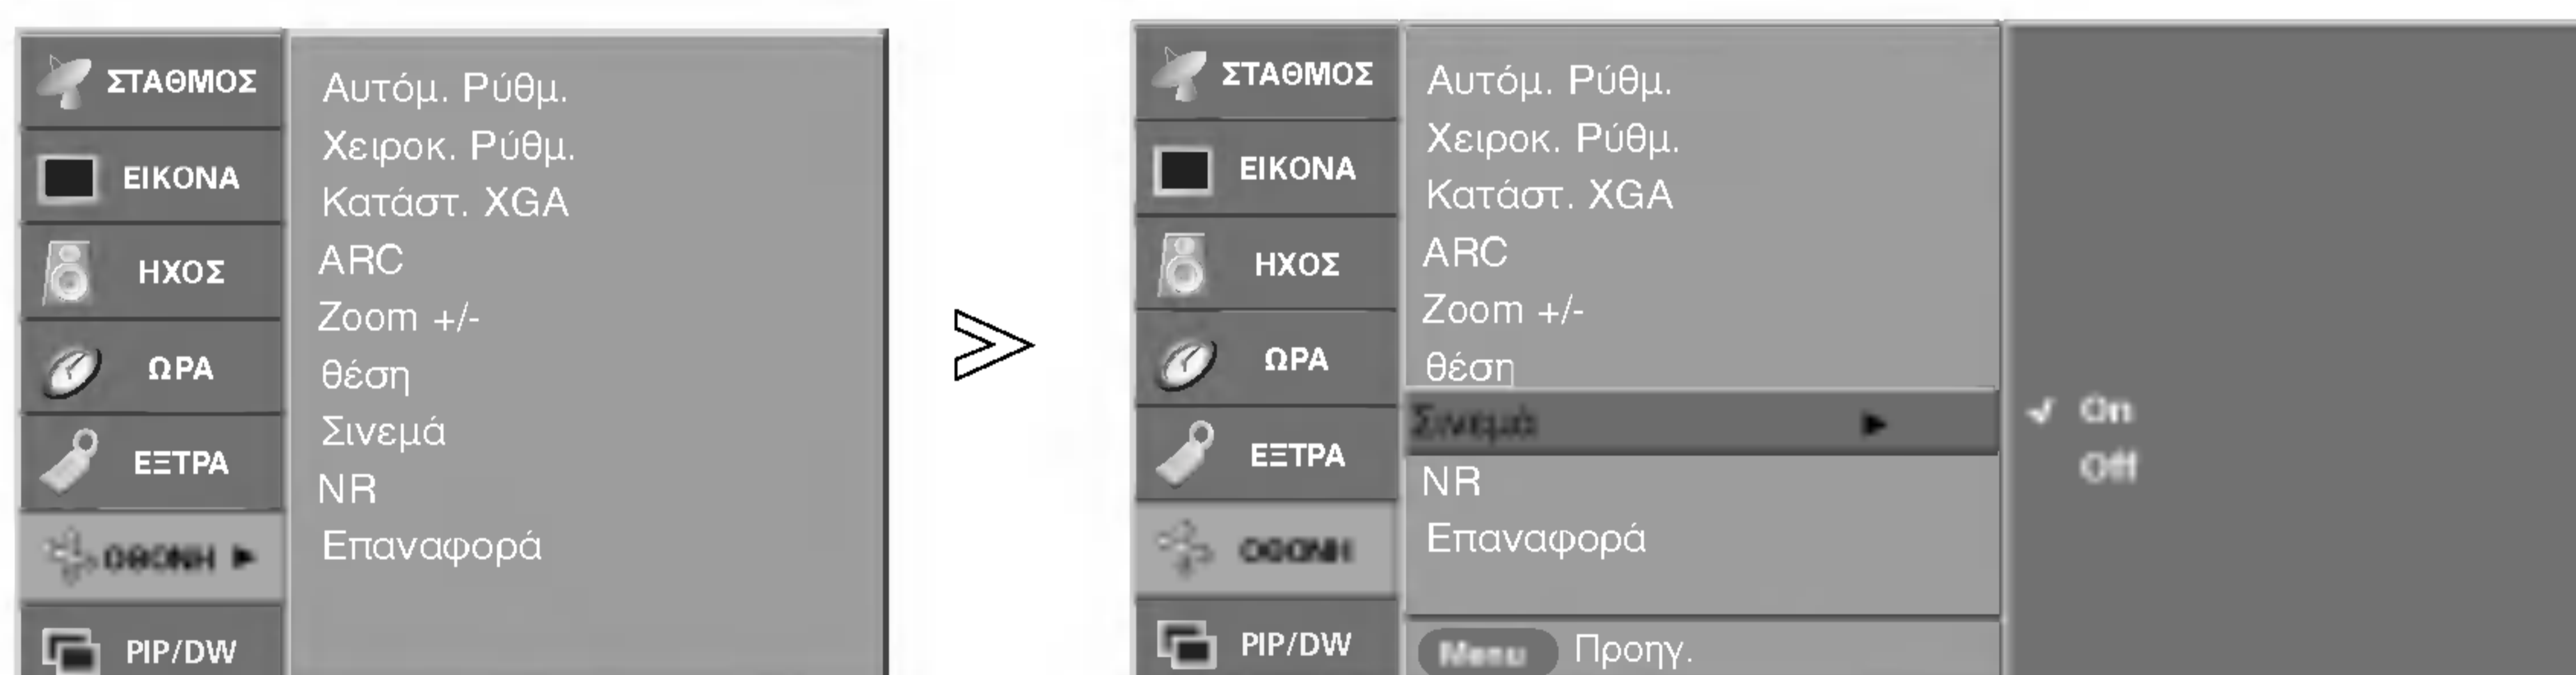 ΣΤΑΘΜΟΣ
ΕΙΚΟΝΑ
ΗΧΟΣ
ΩΡΑ
ΕΞΤΡΑ
ΟΘΟΝΗ ►
PIP/DW
Αυτόμ. Ρύθμ.
Χειροκ. Ρύθμ.
Κατάστ. XGA
ARC
Zoom +/-
θέση
Σινεμά
NR
Επαναφορά
ΣΤΑΘΜΟΣ
ΕΙΚΟΝΑ
ΗΧΟΣ
ΩΡΑ
ΕΞΤΡΑ
ΟΘΟΝΗ
PIP/DW
Αυτόμ. Ρύθμ.
Χειροκ. Ρύθμ.
Κατάστ. XGA
ARC
Zoom +/-
θέση
Σινεμά ►
NR
Επαναφορά
Menu Προηγ.
✓ On
Off